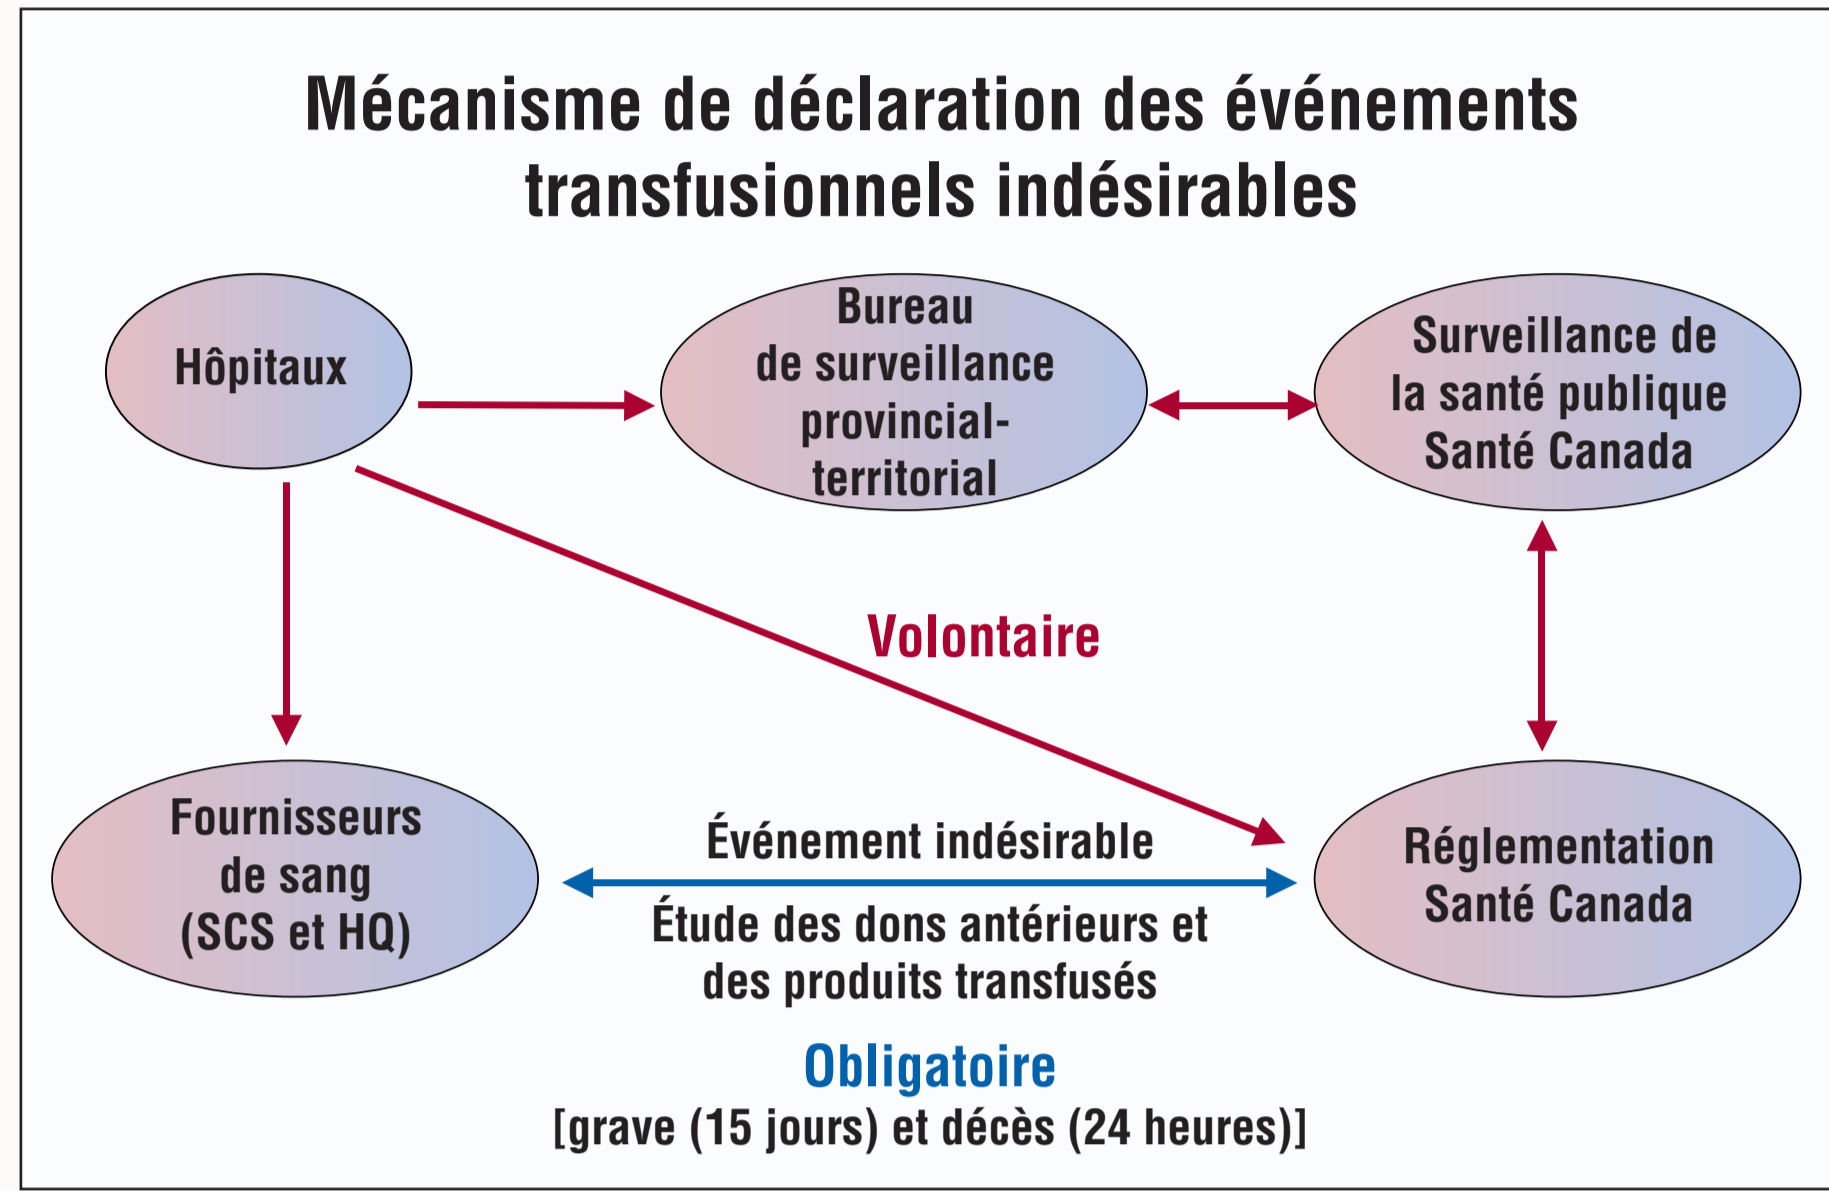 Mécanisme de déclaration des événements
transfusionnels indésirables
Hôpitaux
Bureau
de surveillance
provincial-
territorial
Surveillance de
la santé publique
Santé Canada
Volontaire
Fournisseurs
de sang
(SCS et HQ)
Événement indésirable
Étude des dons antérieurs et
des produits transfusés
Réglementation
Santé Canada
Obligatoire
[grave (15 jours) et décès (24 heures)]